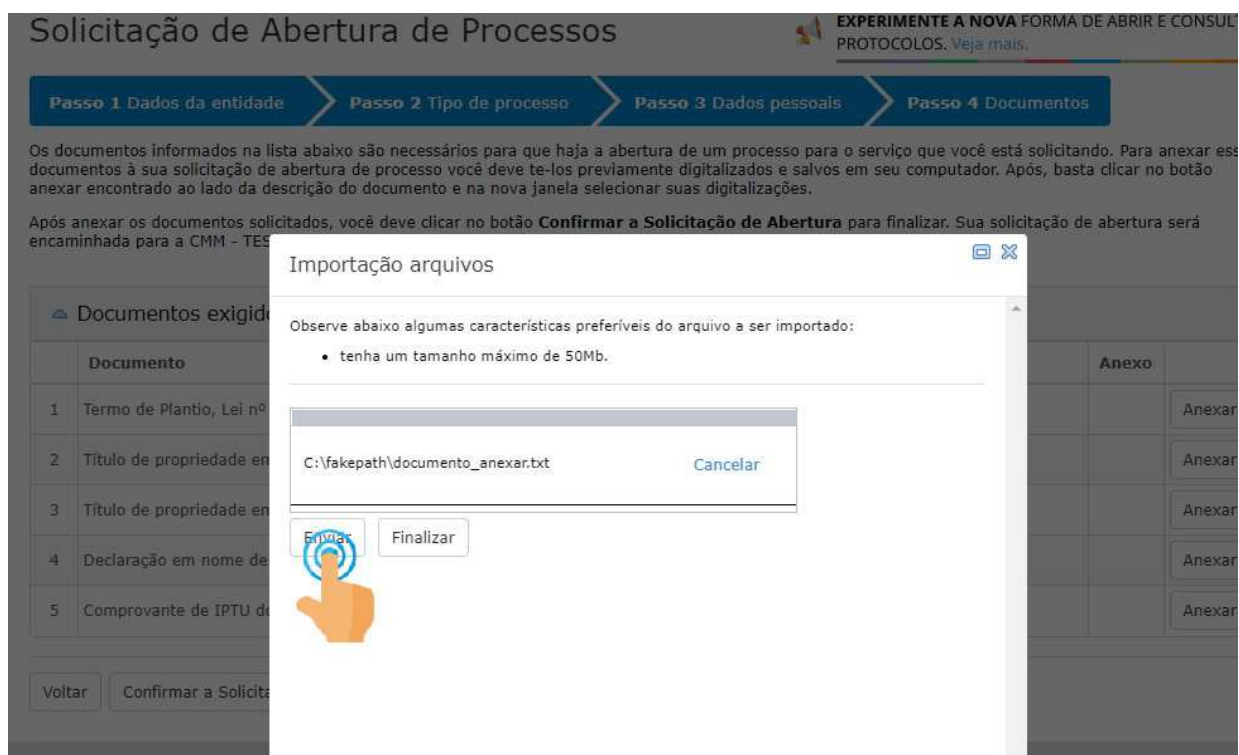 Solicitação de Abertura de Processos
EXPERIMENTE A NOVA FORMA DE ABRIR E
PROTOCOLOS. Veja mais.
Passo 1 Dados da entidade
Passo 2 Tipo de processo
Passo 3 Dados pessoais
Passo 4 Documentos
Os documentos informados na lista abaixo são necessários para que haja a abertura de um processo para o serviço que você está solicitando. Para anexar
documentos à sua solicitação de abertura de processo você deve te-los previamente digitalizados e salvos em seu computador. Após, basta clicar no botão
anexar encontrado ao lado da descrição do documento e na nova janela selecionar suas digitalizações.
Após anexar os documentos solicitados, você deve clicar no botão Confirmar a Solicitação de Abertura para finalizar. Sua solicitação de abertura será
encaminhada para a CMM - TES
Importação arquivos
Observe abaixo algumas características preferíveis do arquivo a ser importado:
• tenha um tamanho máximo de 50Mb.
C:\fakepath\documento_anexar.txt Cancelar
Enviar Finalizar
Documentos exigid
Documento Anexo
1 Termo de Plantio, Lei nº Anexar
2 Título de propriedade em Anexar
3 Título de propriedade em Anexar
4 Declaração em nome de Anexar
5 Comprovante de IPTU d Anexar
Voltar Confirmar a Solicita